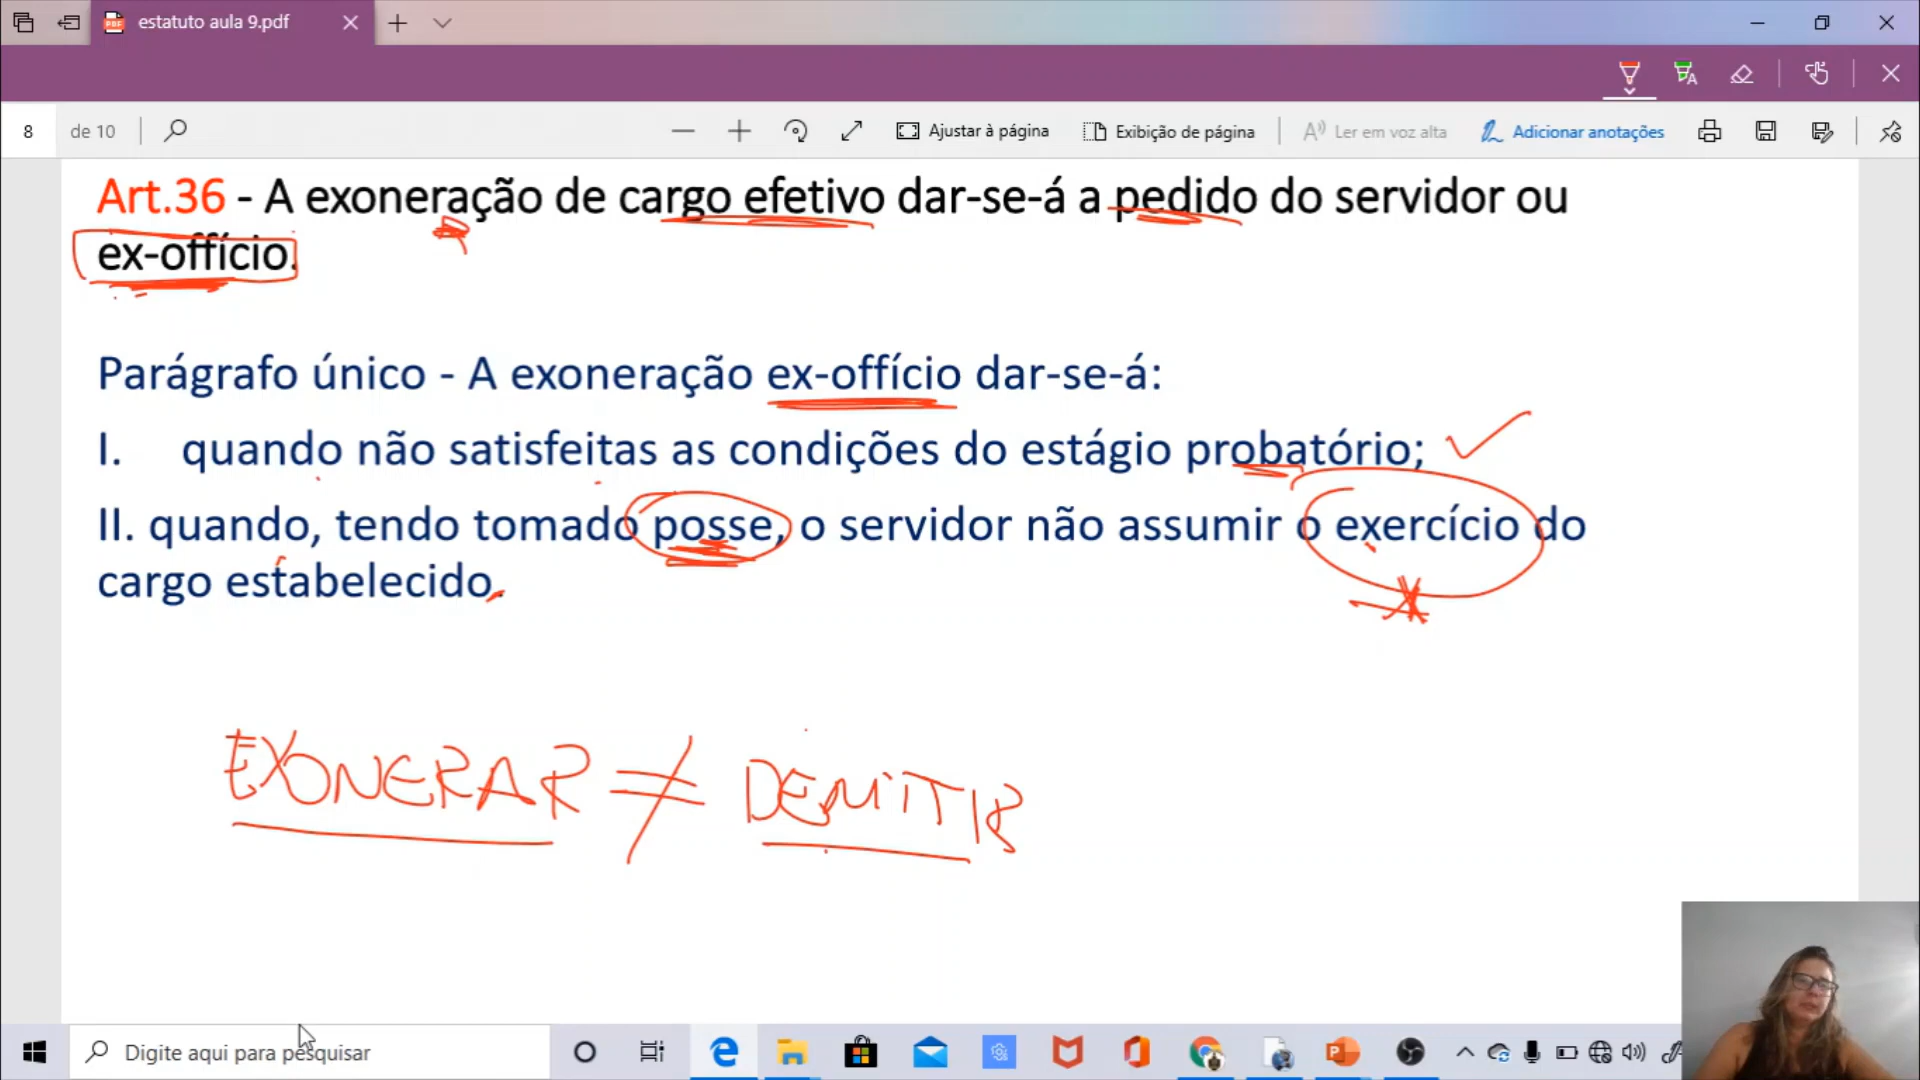 estatuto aula 9.pdf
8 de 10 Ajustar à página Exibição de página Ler em voz alta Adicionar anotações
Art.36 - A exoneração de cargo efetivo dar-se-á a pedido do servidor ou
ex-offício.
Parágrafo único - A exoneração ex-offício dar-se-á:
I. quando não satisfeitas as condições do estágio probatório;
II. quando, tendo tomado posse, o servidor não assumir o exercício do
cargo estabelecido.
EXONERAR ≠ DEMITIR
Digite aqui para pesquisar